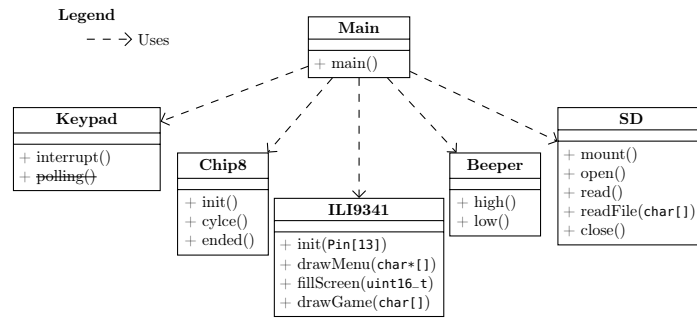 Legend
Uses
Main
+ main()
Keypad
+ interrupt()
+ polling()
Chip8
+ init()
+ cylce()
+ ended()
ILI9341
+ init(Pin[13])
+ drawMenu(char*[])
+ fillScreen(uint16_t)
+ drawGame(char[])
Beeper
+ high()
+ low()
SD
+ mount()
+ open()
+ read()
+ readFile(char[])
+ close()